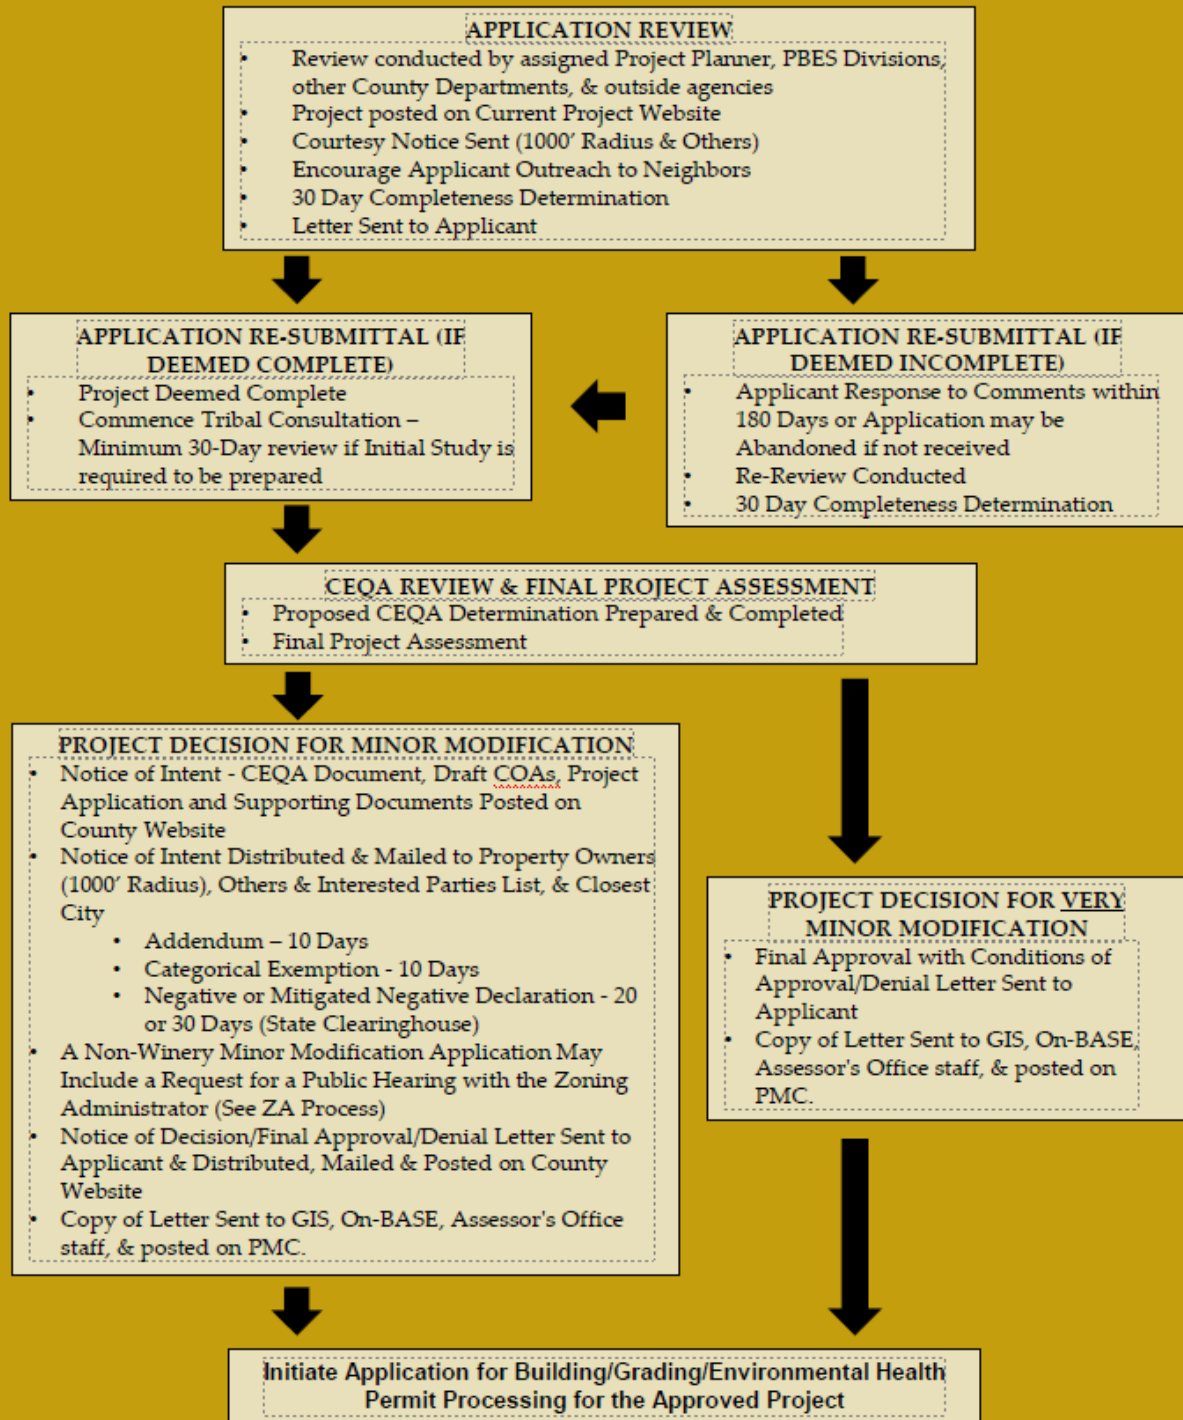 APPLICATION REVIEW
• Review conducted by assigned Project Planner, PBES Divisions,
other County Departments, & outside agencies
• Project posted on Current Project Website
• Courtesy Notice Sent (1000’ Radius & Others)
• Encourage Applicant Outreach to Neighbors
• 30 Day Completeness Determination
• Letter Sent to Applicant
APPLICATION RE-SUBMITTAL (IF
DEEMED COMPLETE)
• Project Deemed Complete
• Commence Tribal Consultation –
Minimum 30-Day review if Initial Study is
required to be prepared
APPLICATION RE-SUBMITTAL (IF
DEEMED INCOMPLETE)
• Applicant Response to Comments within
180 Days or Application may be
Abandoned if not received
• Re-Review Conducted
• 30 Day Completeness Determination
CEQA REVIEW & FINAL PROJECT ASSESSMENT
• Proposed CEQA Determination Prepared & Completed
• Final Project Assessment
PROJECT DECISION FOR MINOR MODIFICATION
• Notice of Intent - CEQA Document, Draft COAs, Project
Application and Supporting Documents Posted on
County Website
• Notice of Intent Distributed & Mailed to Property Owners
(1000’ Radius), Others & Interested Parties List, & Closest
City
• Addendum – 10 Days
• Categorical Exemption - 10 Days
• Negative or Mitigated Negative Declaration - 20
or 30 Days (State Clearinghouse)
• A Non-Winery Minor Modification Application May
Include a Request for a Public Hearing with the Zoning
Administrator (See ZA Process)
• Notice of Decision/Final Approval/Denial Letter Sent to
Applicant & Distributed, Mailed & Posted on County
Website
• Copy of Letter Sent to GIS, On-BASE, Assessor's Office
staff, & posted on PMC.
PROJECT DECISION FOR VERY
MINOR MODIFICATION
• Final Approval with Conditions of
Approval/Denial Letter Sent to
Applicant
• Copy of Letter Sent to GIS, On-BASE,
Assessor's Office staff, & posted on
PMC.
Initiate Application for Building/Grading/Environmental Health
Permit Processing for the Approved Project